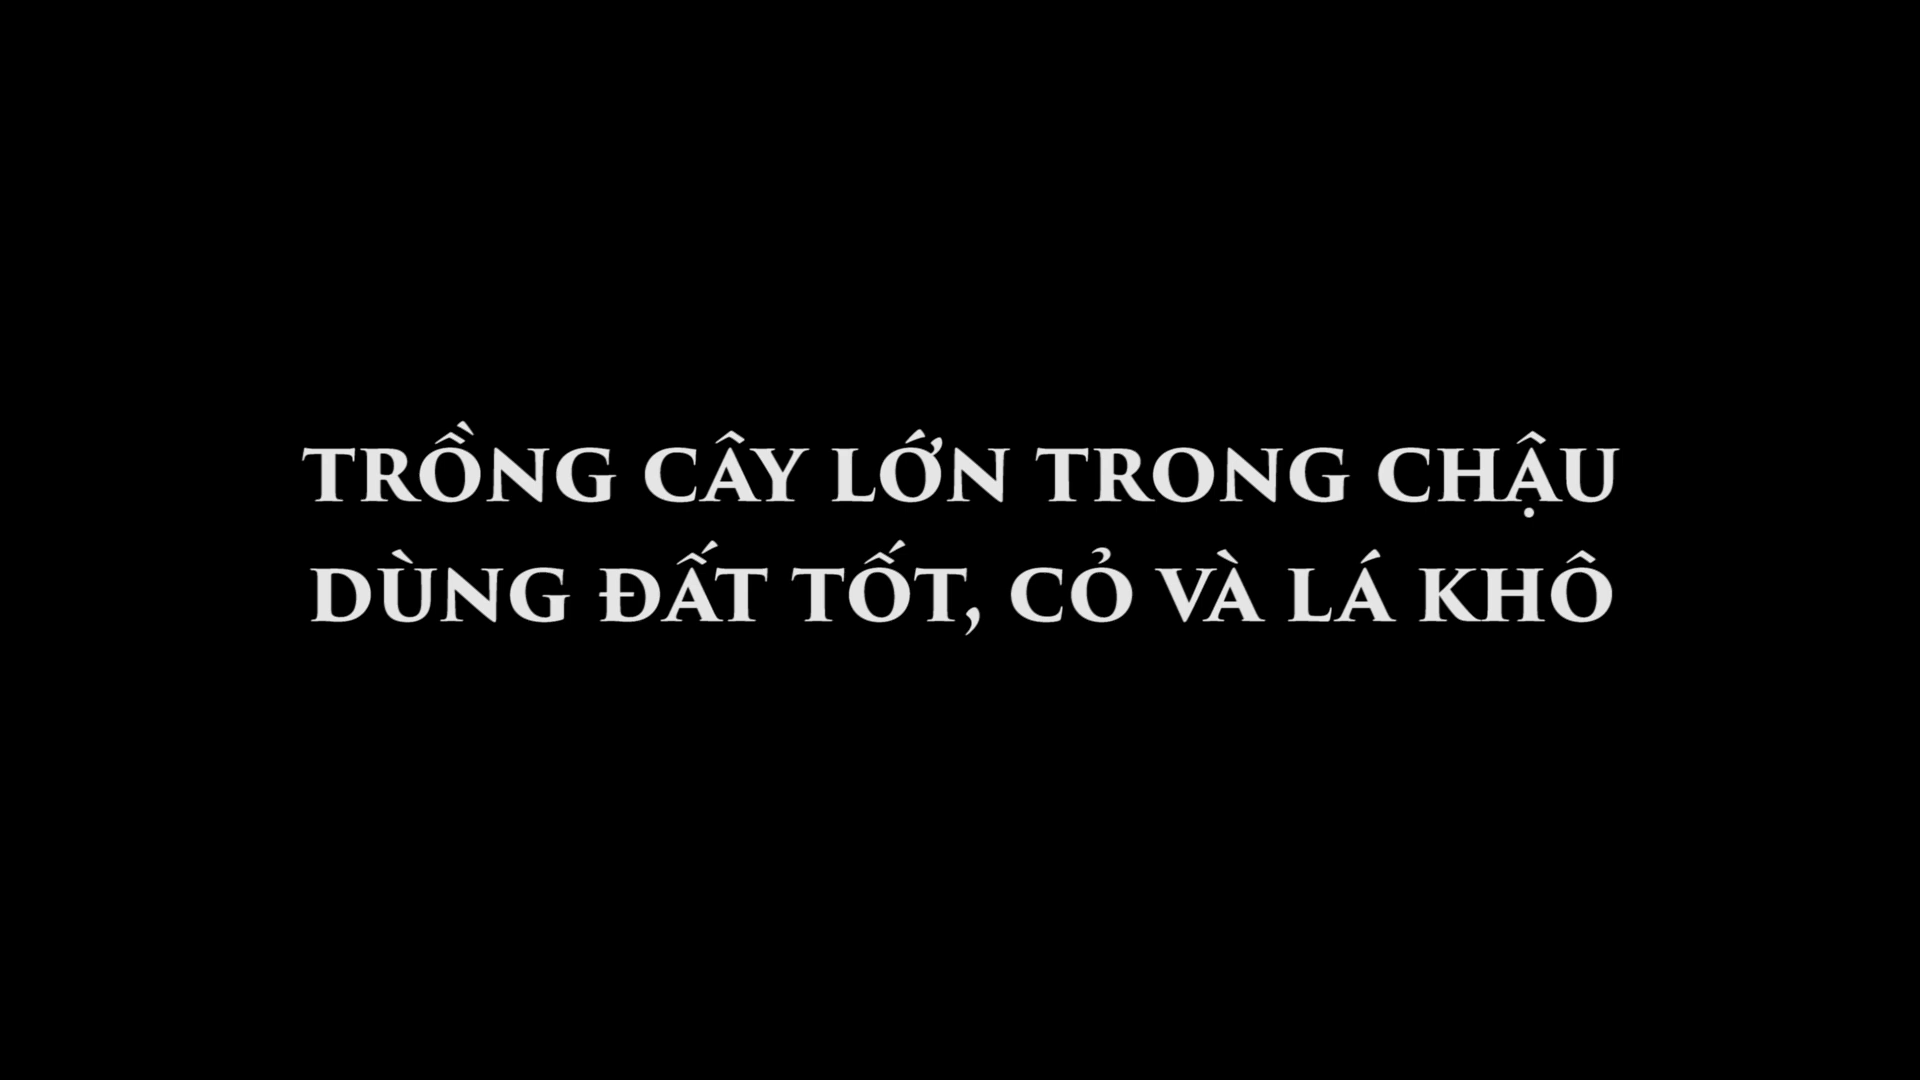 TRỒNG CÂY LỚN TRONG CHẬU
DÙNG ĐẤT TỐT, CỎ VÀ LÁ KHÔ